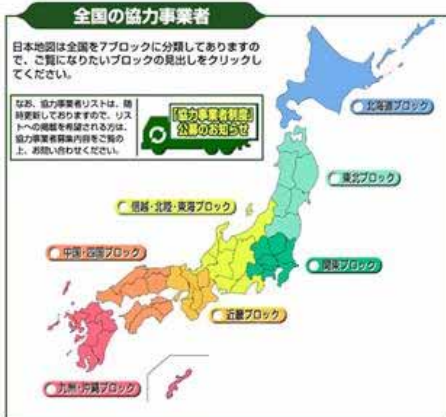 全国の協力事業者
日本地図は全国を7ブロックに分類してありますの
で、ご覧になりたいブロックの見出しをクリックし
てください。
なお、協力事業者リストは、随
時更新しておりますので、リス
トへの掲載を希望される方は、
協力事業者募集内容をご覧の
上、お問い合わせください。
「協力事業者制度」
公募のお知らせ
北海道ブロック
東北ブロック
信越・北陸・東海ブロック
中国・四国ブロック
関東ブロック
近畿ブロック
九州・沖縄ブロック